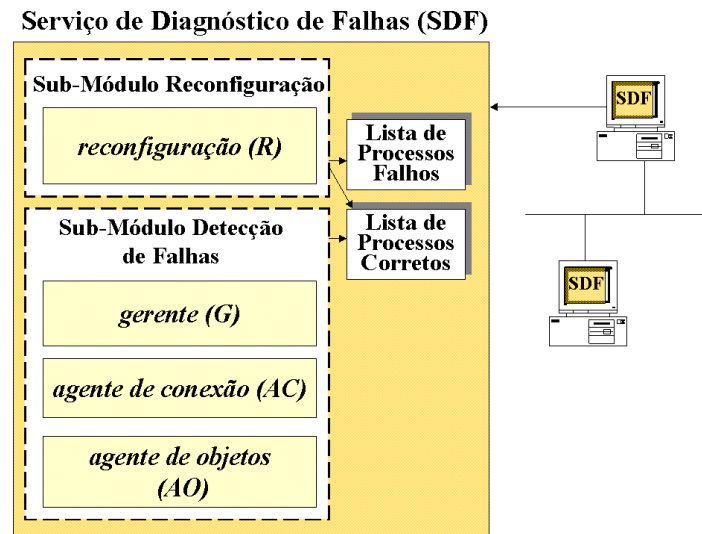 Serviço de Diagnóstico de Falhas (SDF)
Sub-Módulo Reconfiguração
reconfiguração (R)
Lista de
Processos
Falhos
Sub-Módulo Detecção
de Falhas
Lista de
Processos
Corretos
gerente (G)
agente de conexão (AC)
agente de objetos
(AO)
SDF
SDF